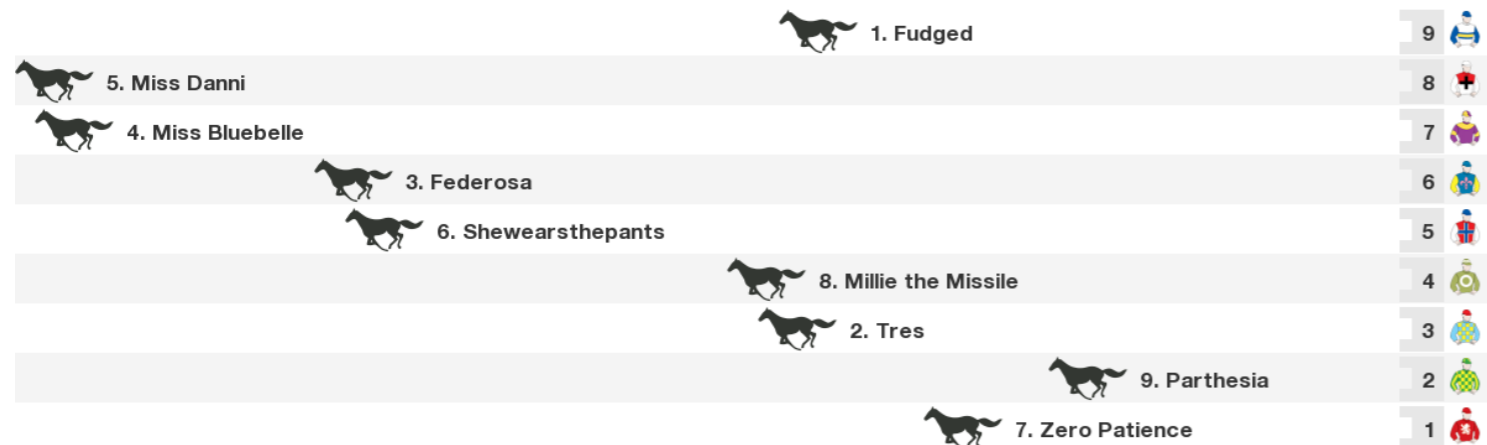 1. Fudged 9
5. Miss Danni 8
4. Miss Bluebelle 7
3. Federosa 6
6. Shewearsthepants 5
8. Millie the Missile 4
2. Tres 3
9. Parthesia 2
7. Zero Patience 1